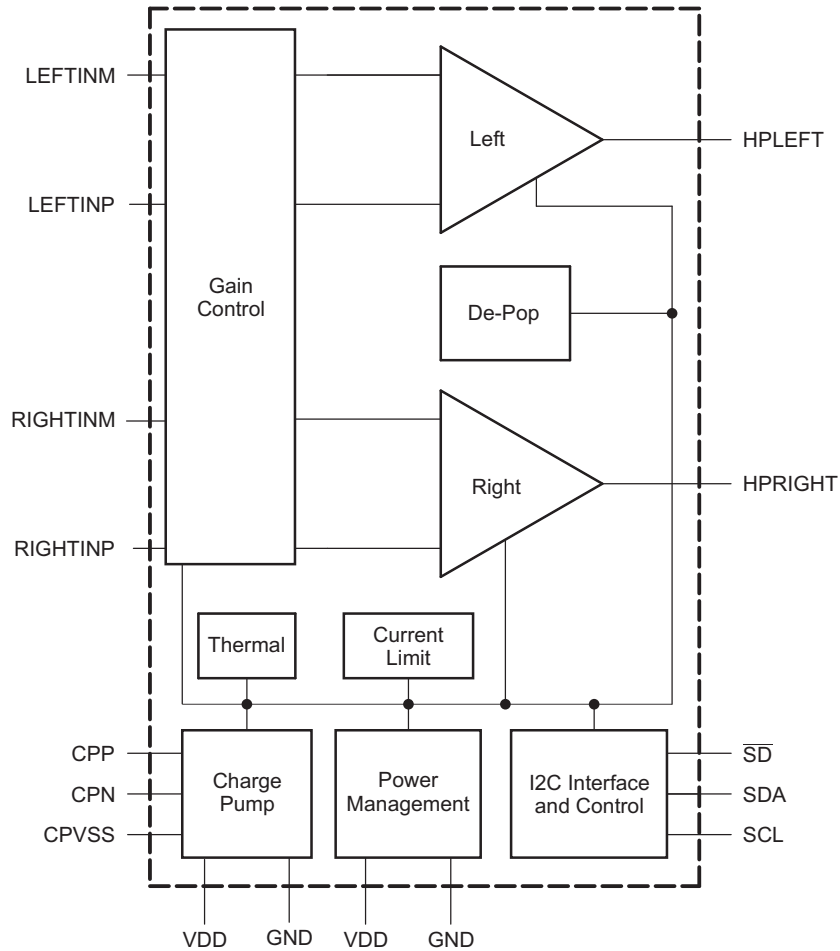 LEFTINM
Left
HPLEFT
LEFTINP
Gain
Control
De-Pop
RIGHTINM
Right
HPRIGHT
RIGHTINP
Thermal
Current
Limit
CPP
CPN
CPVSS
Charge
Pump
Power
Management
I2C Interface
and Control
S̅D̅
SDA
SCL
VDD
GND
VDD
GND